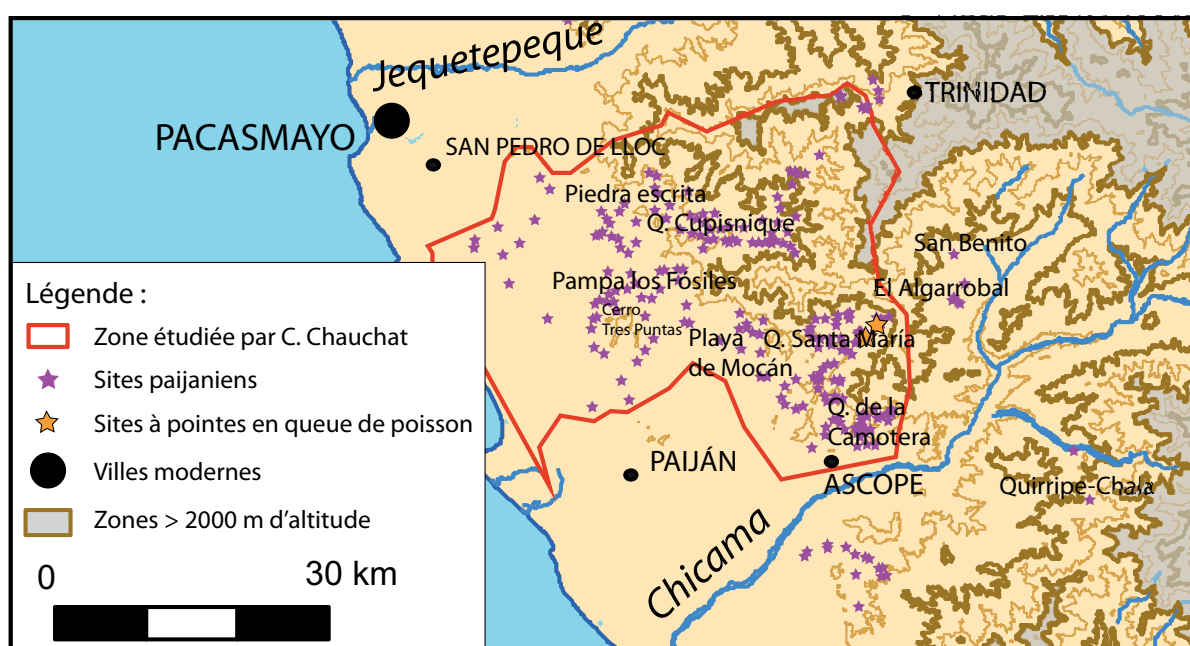 Jequetepeque
TRINIDAD
PACASMAYO
SAN PEDRO DE LLOC
Piedra escrita
Q. Cupisnique
San Benito
Pampa los Fósiles
El Algarrobal
Légende :
Cerro
Tres Puntas
Zone étudiée par C. Chauchat
Playa
de Mocán
Q. Santa María
Sites paijaniens
Q. de la
Camotera
Sites à pointes en queue de poisson
PAIJÁN
Villes modernes
ASCOPE
Quirripe-Chala
Zones > 2000 m d'altitude
Chicama
0 30 km